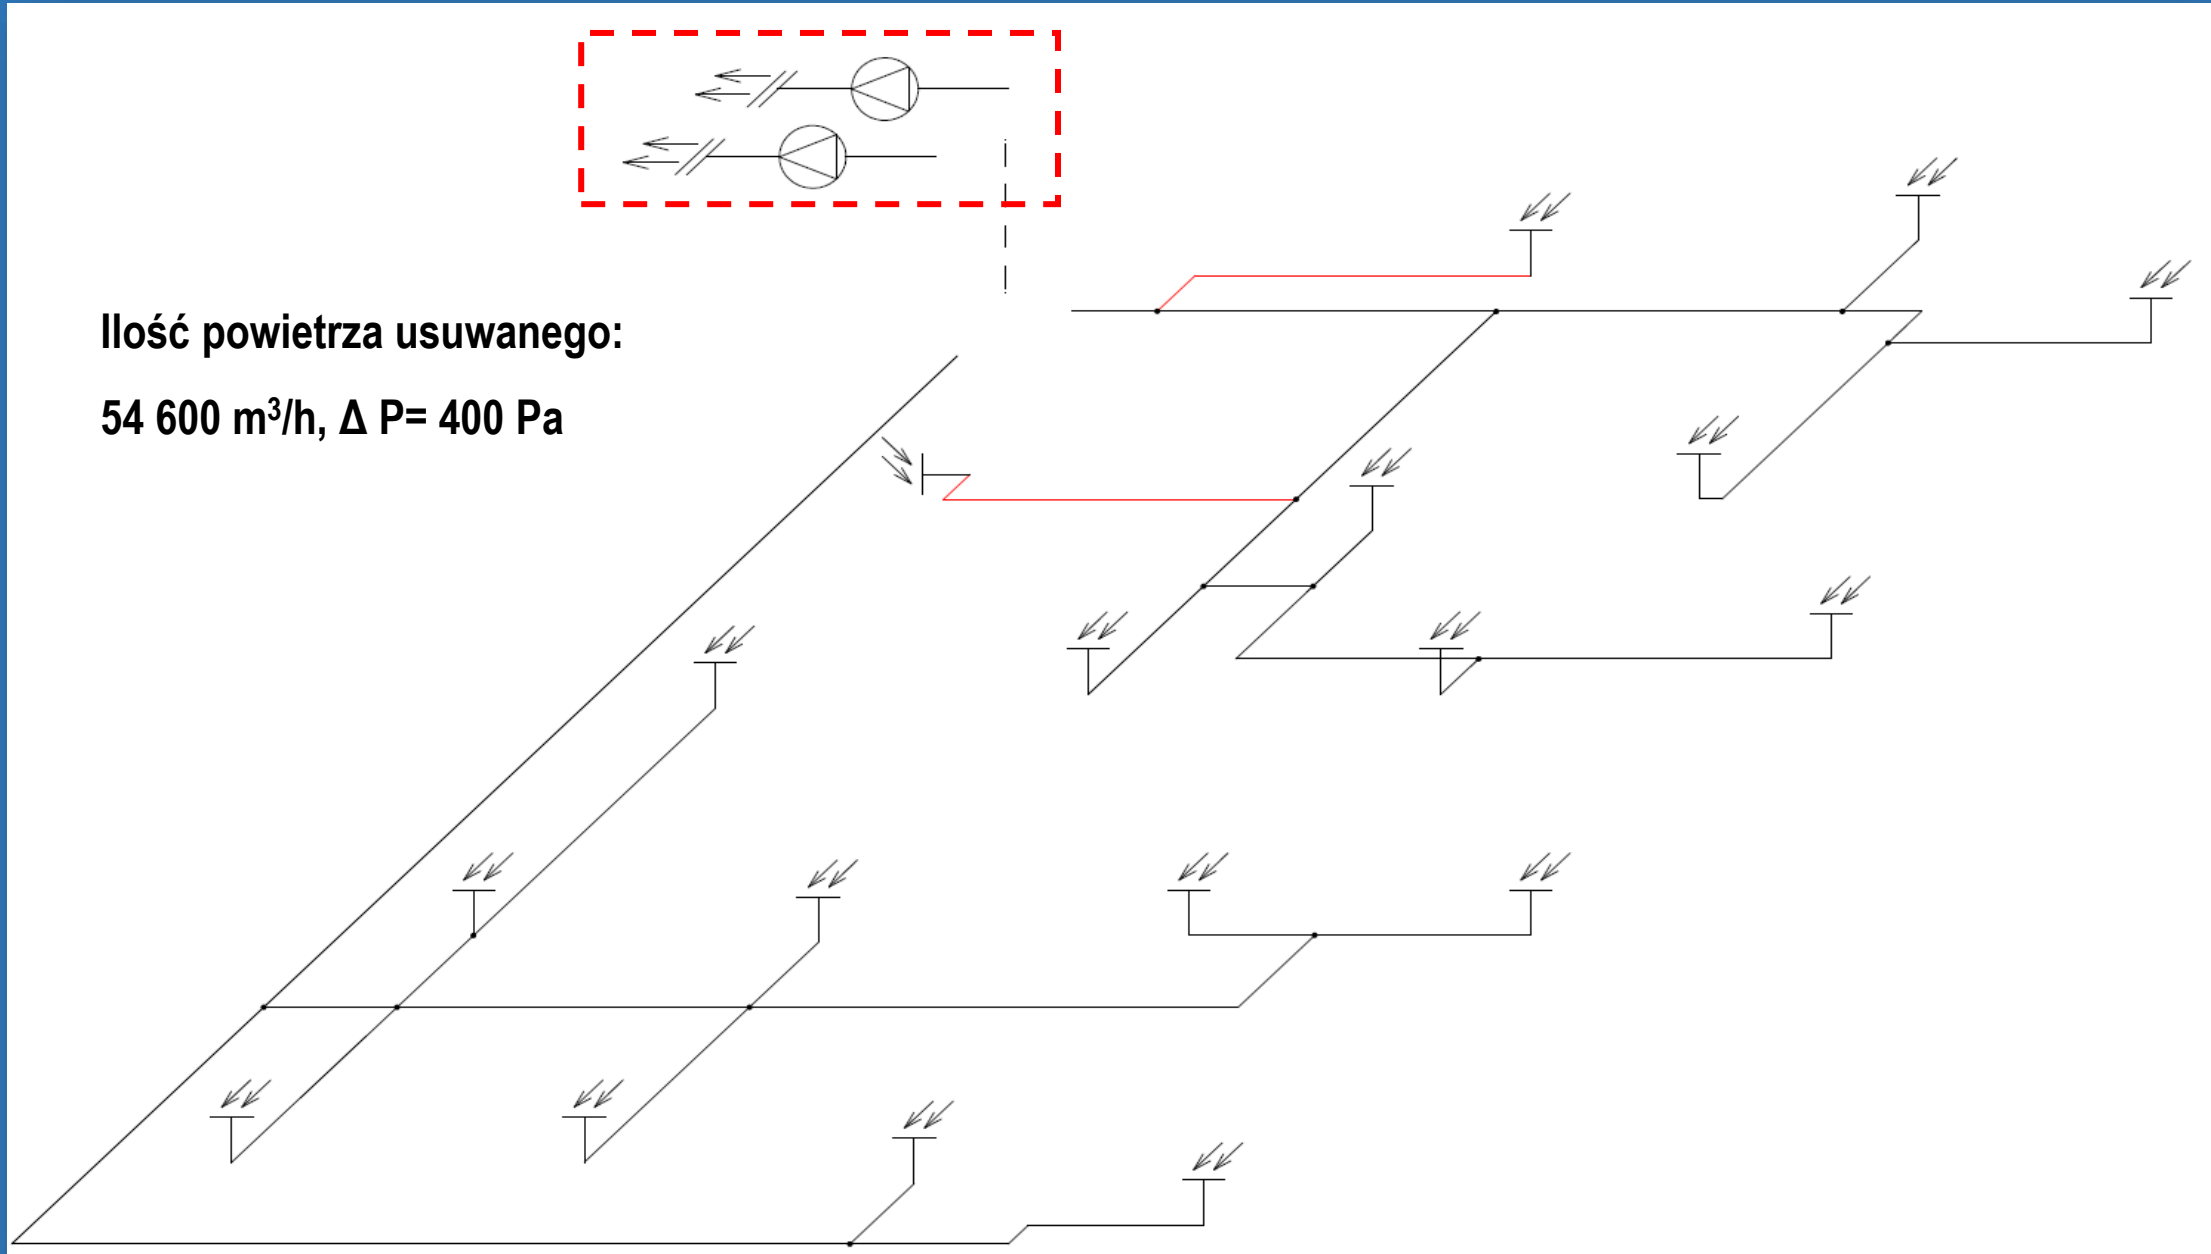 Ilość powietrza usuwanego:
54 600 m³/h, Δ P= 400 Pa